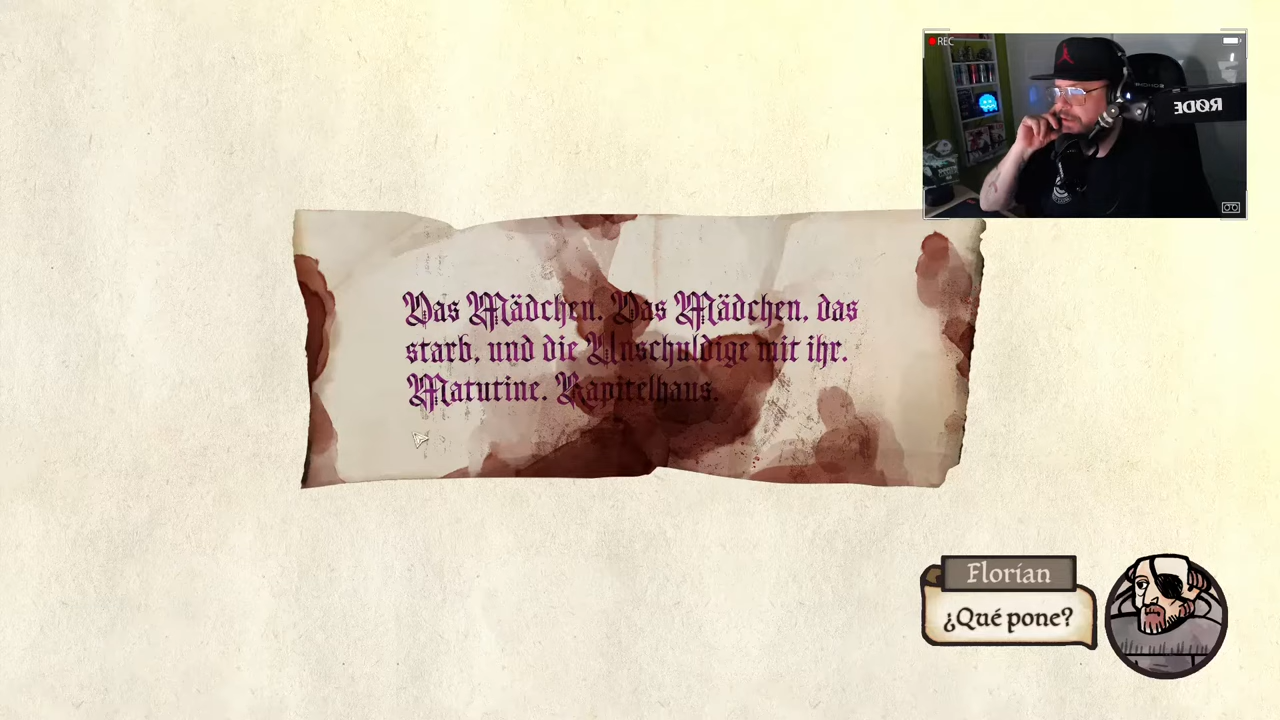 REC
RØDE
Das Mädchen. Das Mädchen, das
starb, und die Unschuldige mit ihr.
Matutine. Kapitelhaus.
Florian
¿Qué pone?